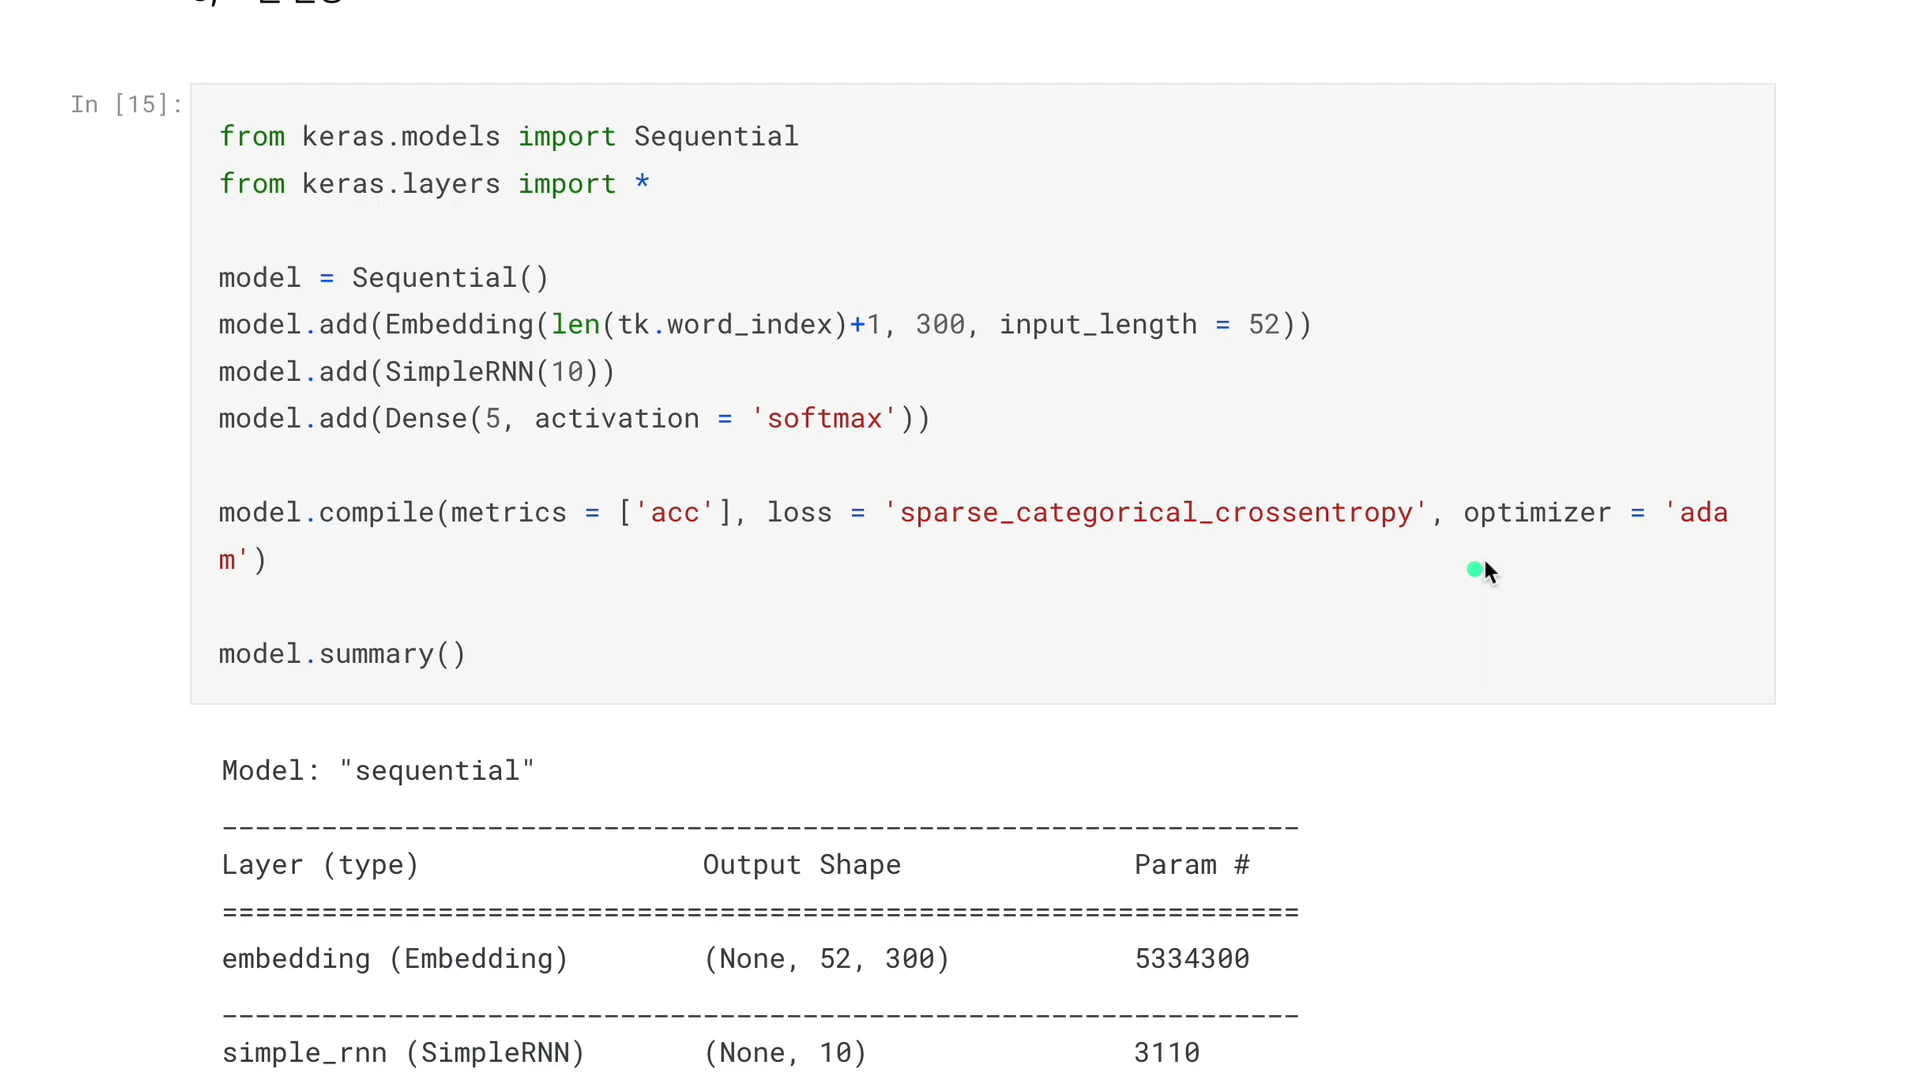 In [15]:
from keras.models import Sequential
from keras.layers import *
model = Sequential()
model.add(Embedding(len(tk.word_index)+1, 300, input_length = 52))
model.add(SimpleRNN(10))
model.add(Dense(5, activation = 'softmax'))
model.compile(metrics = ['acc'], loss = 'sparse_categorical_crossentropy', optimizer = 'ada
m')
model.summary()
Model: "sequential"
_________________________________________________________________
Layer (type) Output Shape Param #
=================================================================
embedding (Embedding) (None, 52, 300) 5334300
_________________________________________________________________
simple_rnn (SimpleRNN) (None, 10) 3110